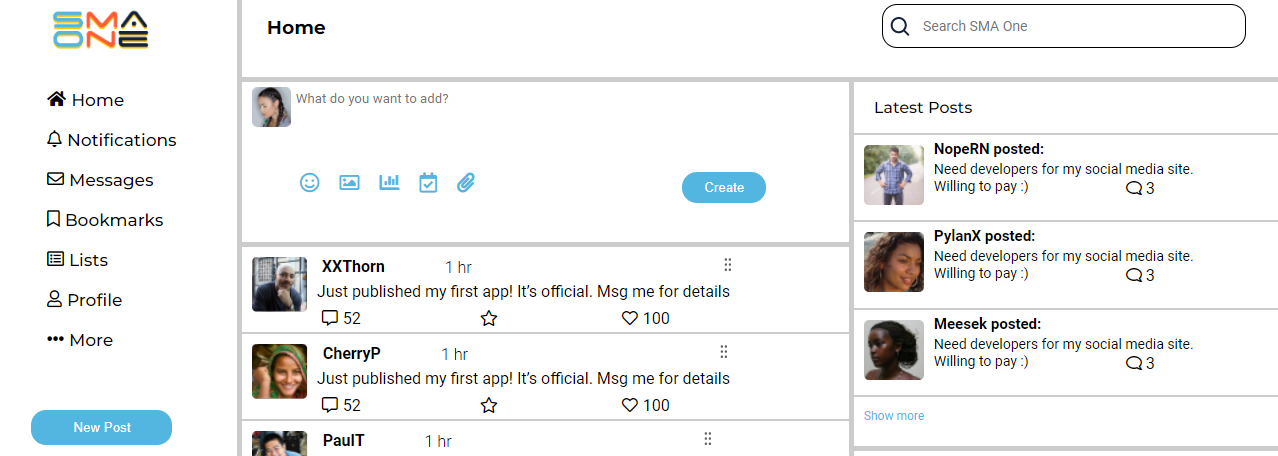 SMA
ONE
Home
Notifications
Messages
Bookmarks
Lists
Profile
More
New Post
Home
Search SMA One
What do you want to add?
Create
XXThorn 1 hr
Just published my first app! It’s official. Msg me for details
52 100
CherryP 1 hr
Just published my first app! It’s official. Msg me for details
52 100
PaulT 1 hr
Latest Posts
NopeRN posted:
Need developers for my social media site.
Willing to pay :) 3
PylanX posted:
Need developers for my social media site.
Willing to pay :) 3
Meesek posted:
Need developers for my social media site.
Willing to pay :) 3
Show more